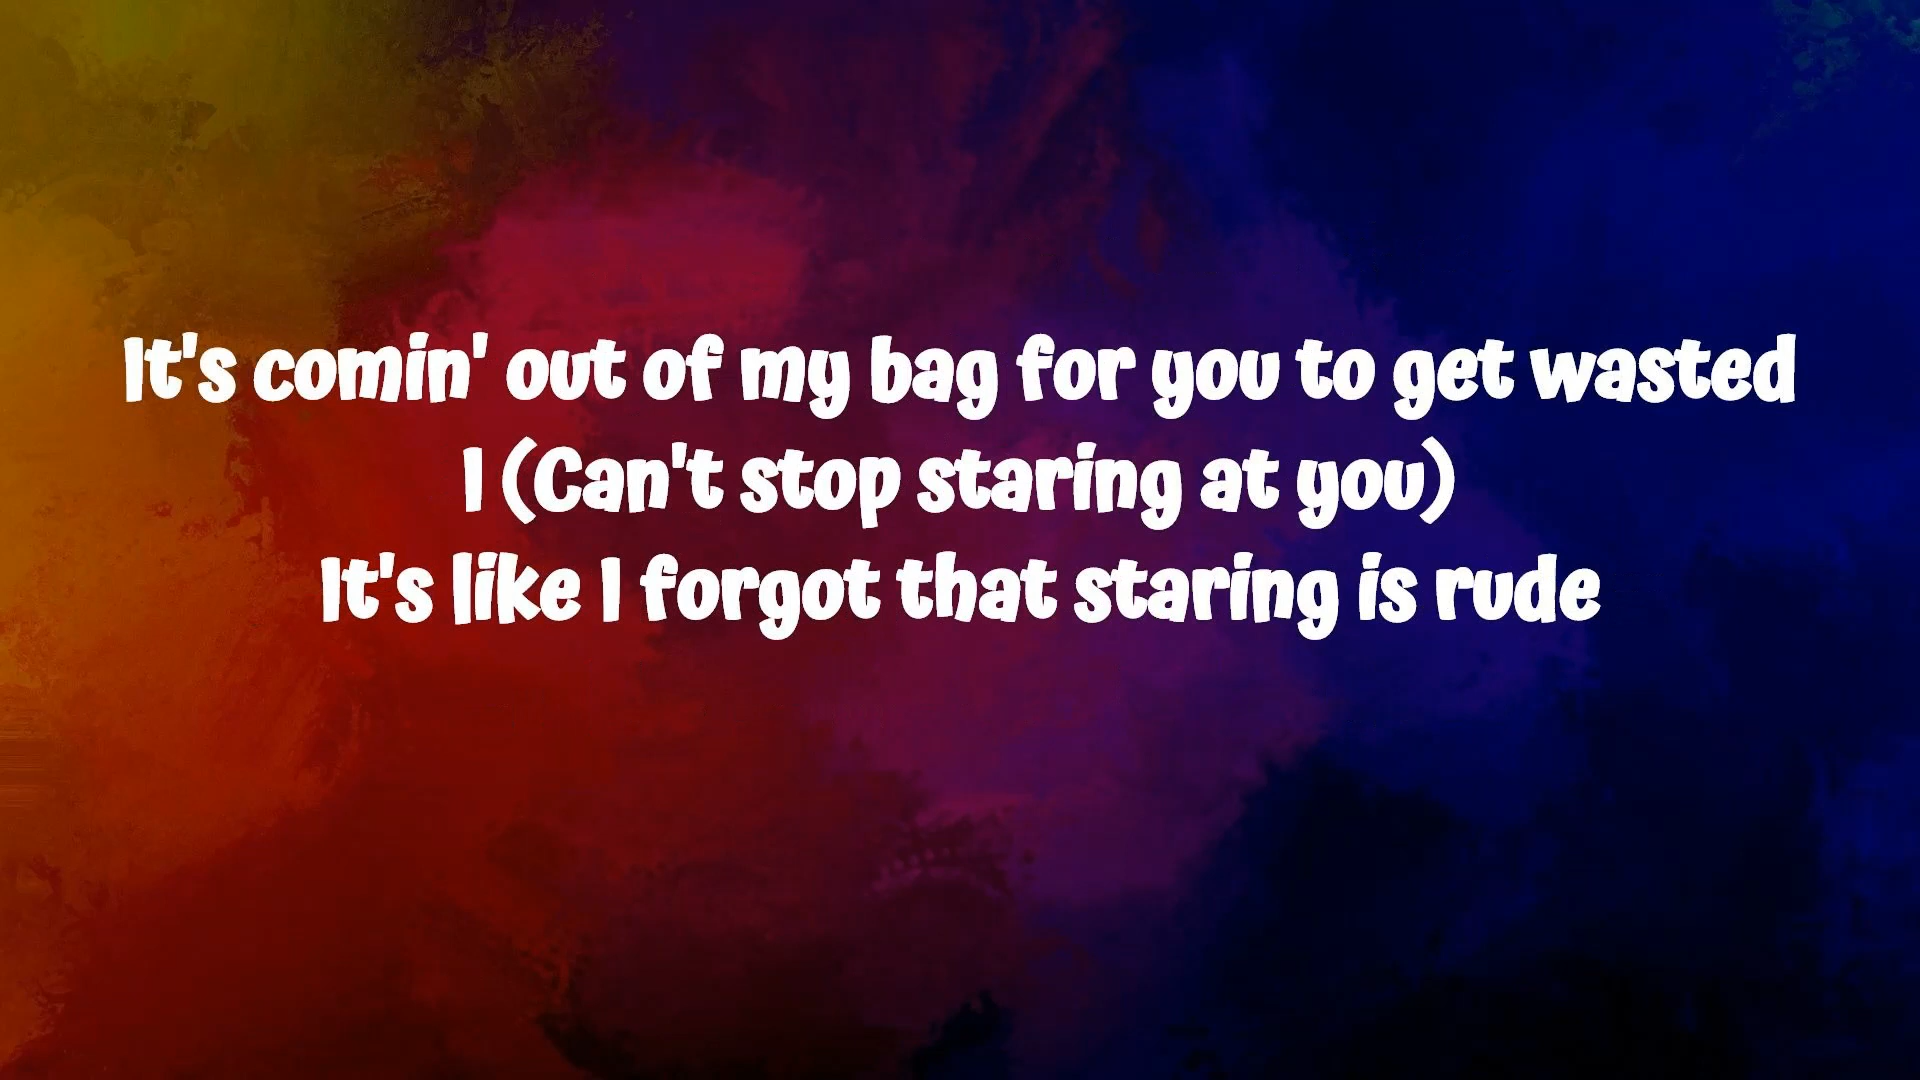 It's comin' out of my bag for you to get wasted
I (Can't stop staring at you)
It's like I forgot that staring is rude